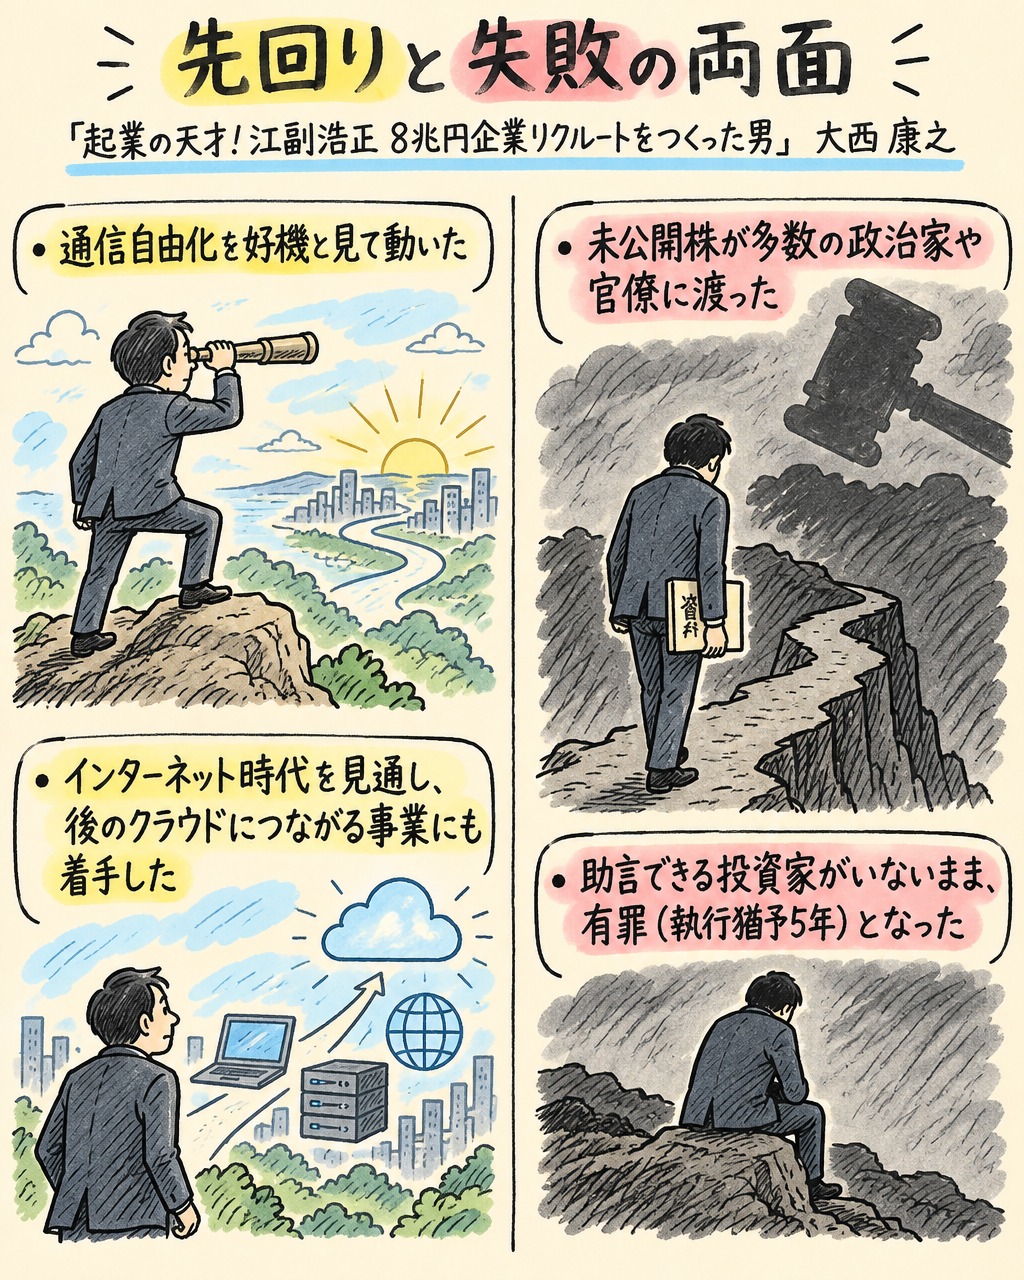 先回りと失敗の両面
「起業の天才!江副浩正 8兆円企業リクルートをつくった男」 大西 康之
• 通信自由化を好機と見て動いた
• インターネット時代を見通し、
後のクラウドにつながる事業にも
着手した
• 未公開株が多数の政治家や
官僚に渡った
資料
• 助言できる投資家がいないまま、
有罪(執行猶予5年)となった